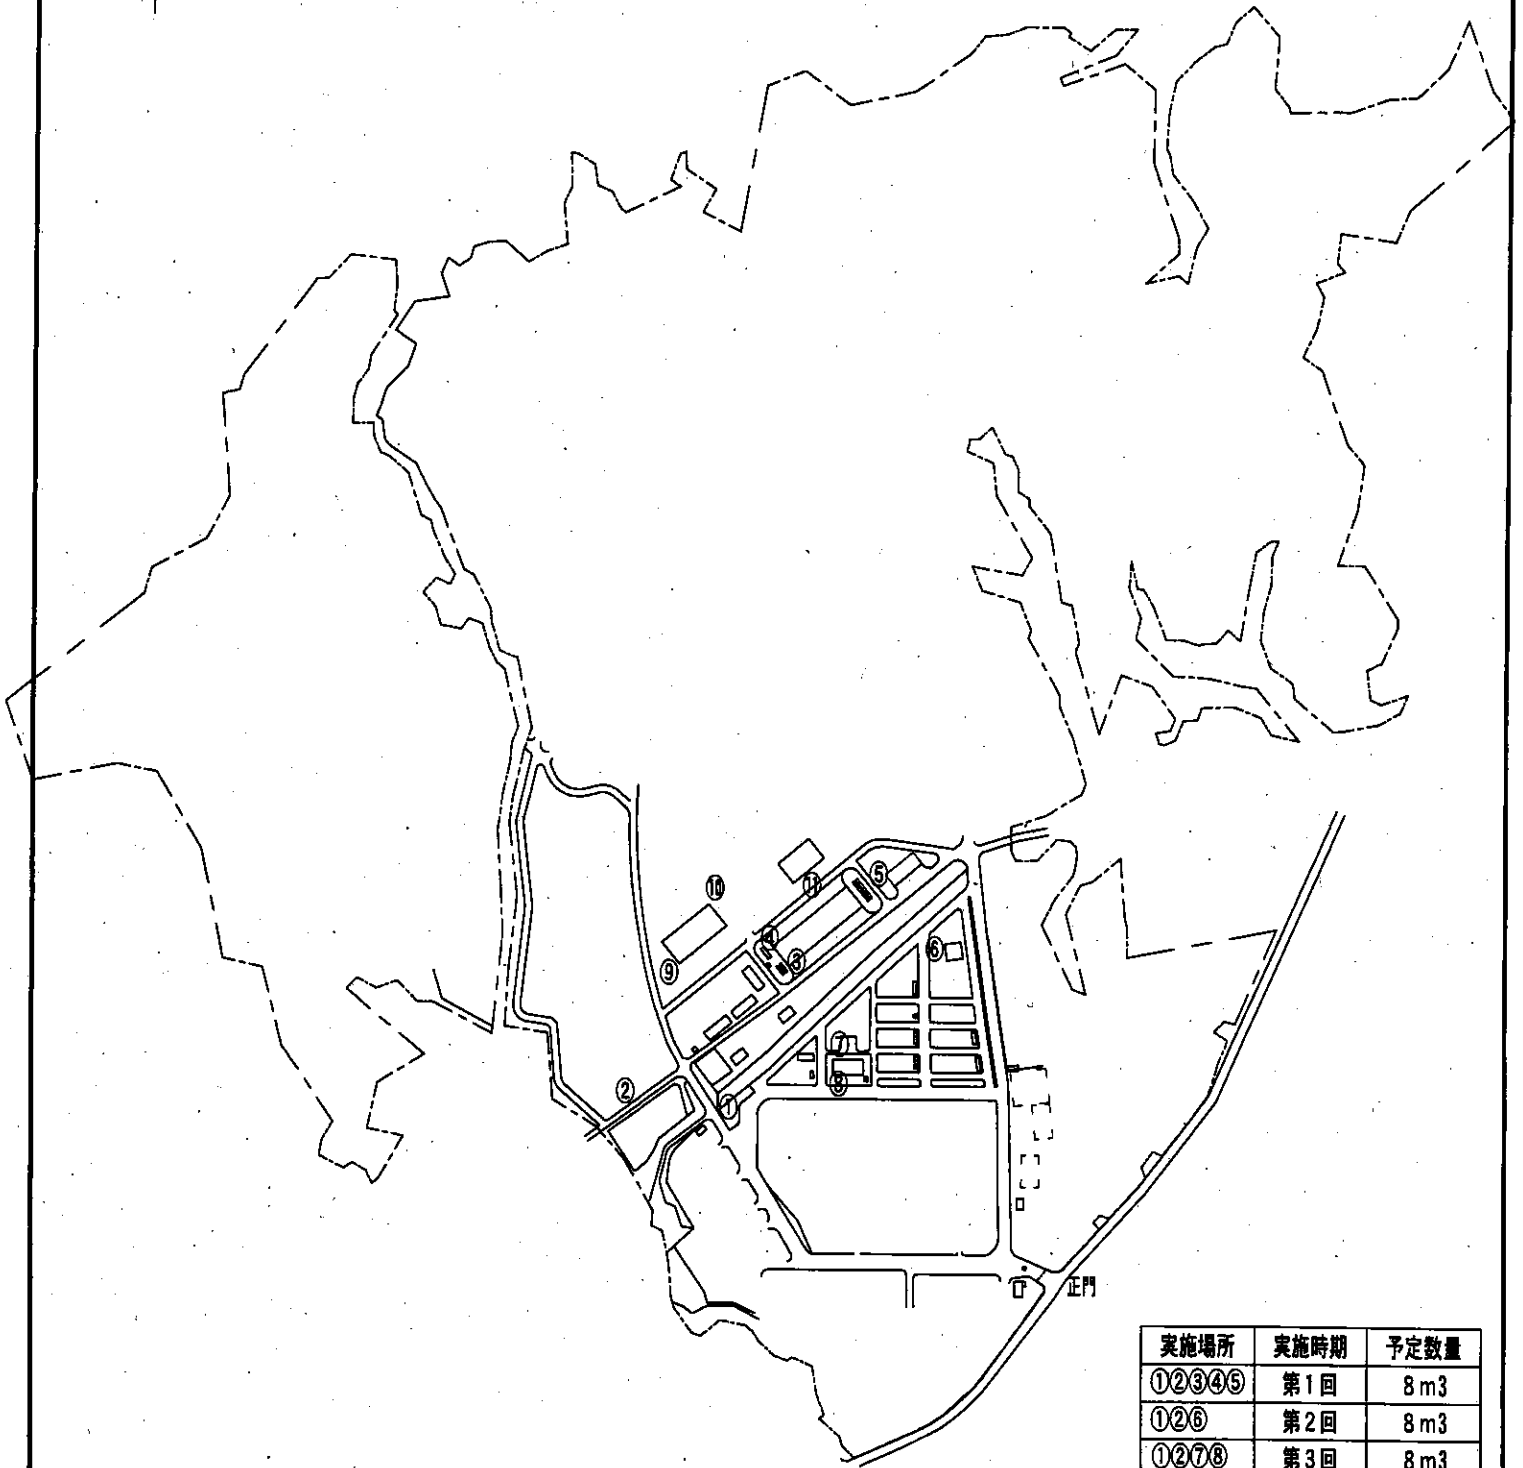 ⑤
⑩
⑪
④
⑥
③
⑨
⑦
②
⑧
①
正門
実施場所 実施時期 予定数量
①②③④⑤ 第1回 8m3
①②⑥ 第2回 8m3
①②⑦⑧ 第3回 8m3